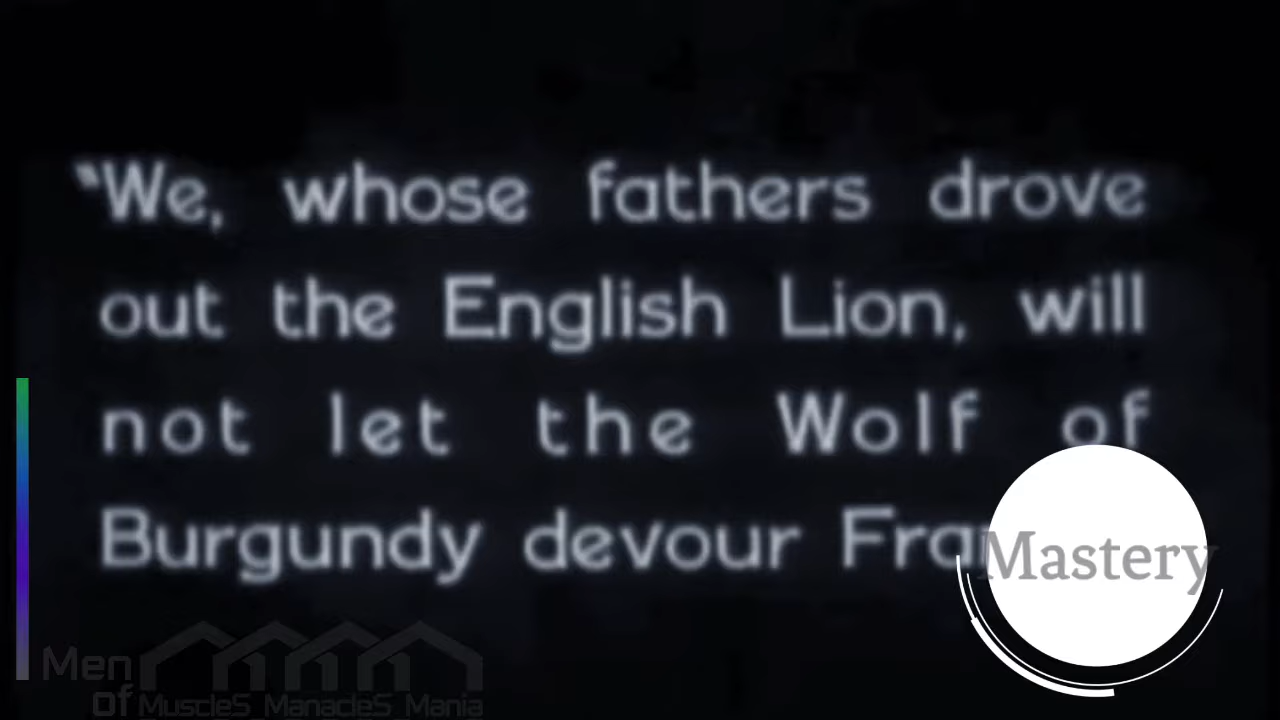 “We, whose fathers drove
out the English Lion, will
not let the Wolf of
Burgundy devour Fra
Mastery
Men
of MuscleS ManacleS Mania